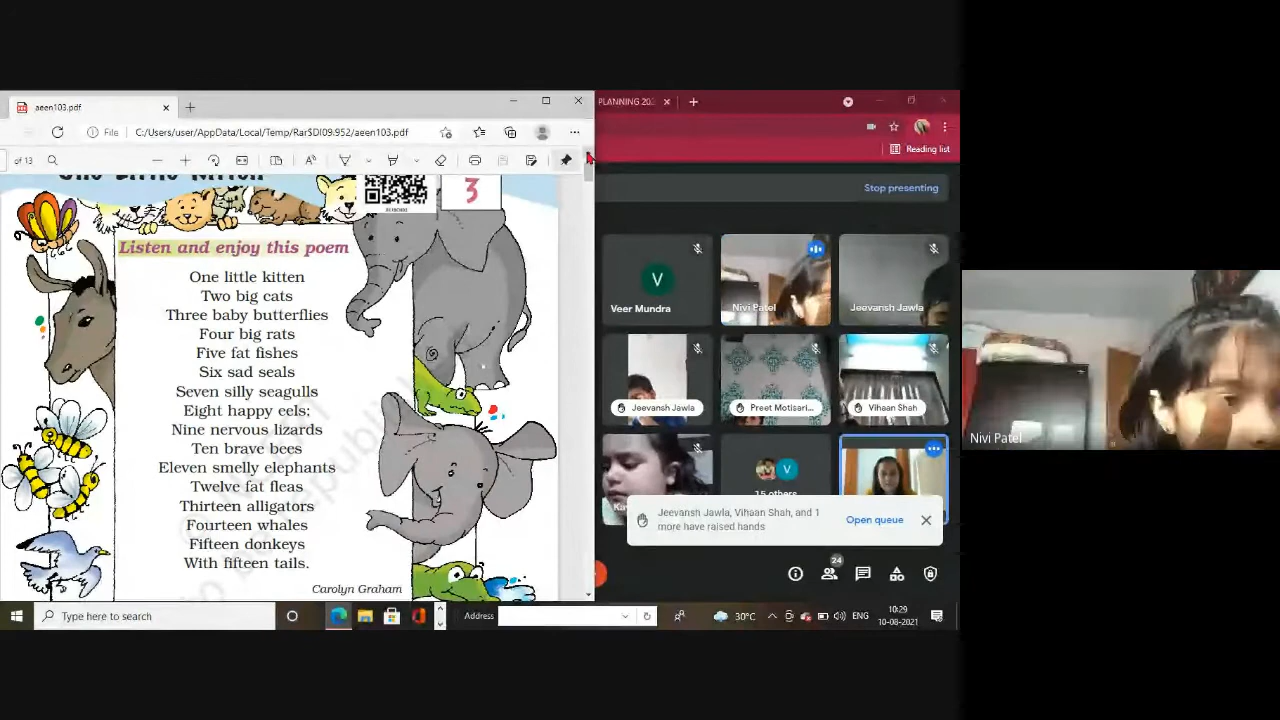 aeen103.pdf
PLANNING 202
File
C:/Users/user/AppData/Local/Temp/RarSDI09.952/aeen103.pdf
Reading list
of 13
Stop presenting
3
Listen and enjoy this poem
One little kitten
Two big cats
Three baby butterflies
Four big rats
Five fat fishes
Six sad seals
Seven silly seagulls
Eight happy eels;
Nine nervous lizards
Ten brave bees
Eleven smelly elephants
Twelve fat fleas
Thirteen alligators
Fourteen whales
Fifteen donkeys
With fifteen tails.
Carolyn Graham
V
Veer Mundra
Nivi Patel
Jeevansh Jawla
Jeevansh Jawla
Preet Motisari...
Vihaan Shah
V
15 others
Jeevansh Jawla, Vihaan Shah, and 1
more have raised hands
Open queue
24
Nivi Patel
Type here to search
Address
30°C
ENG
10:29
10-08-2021